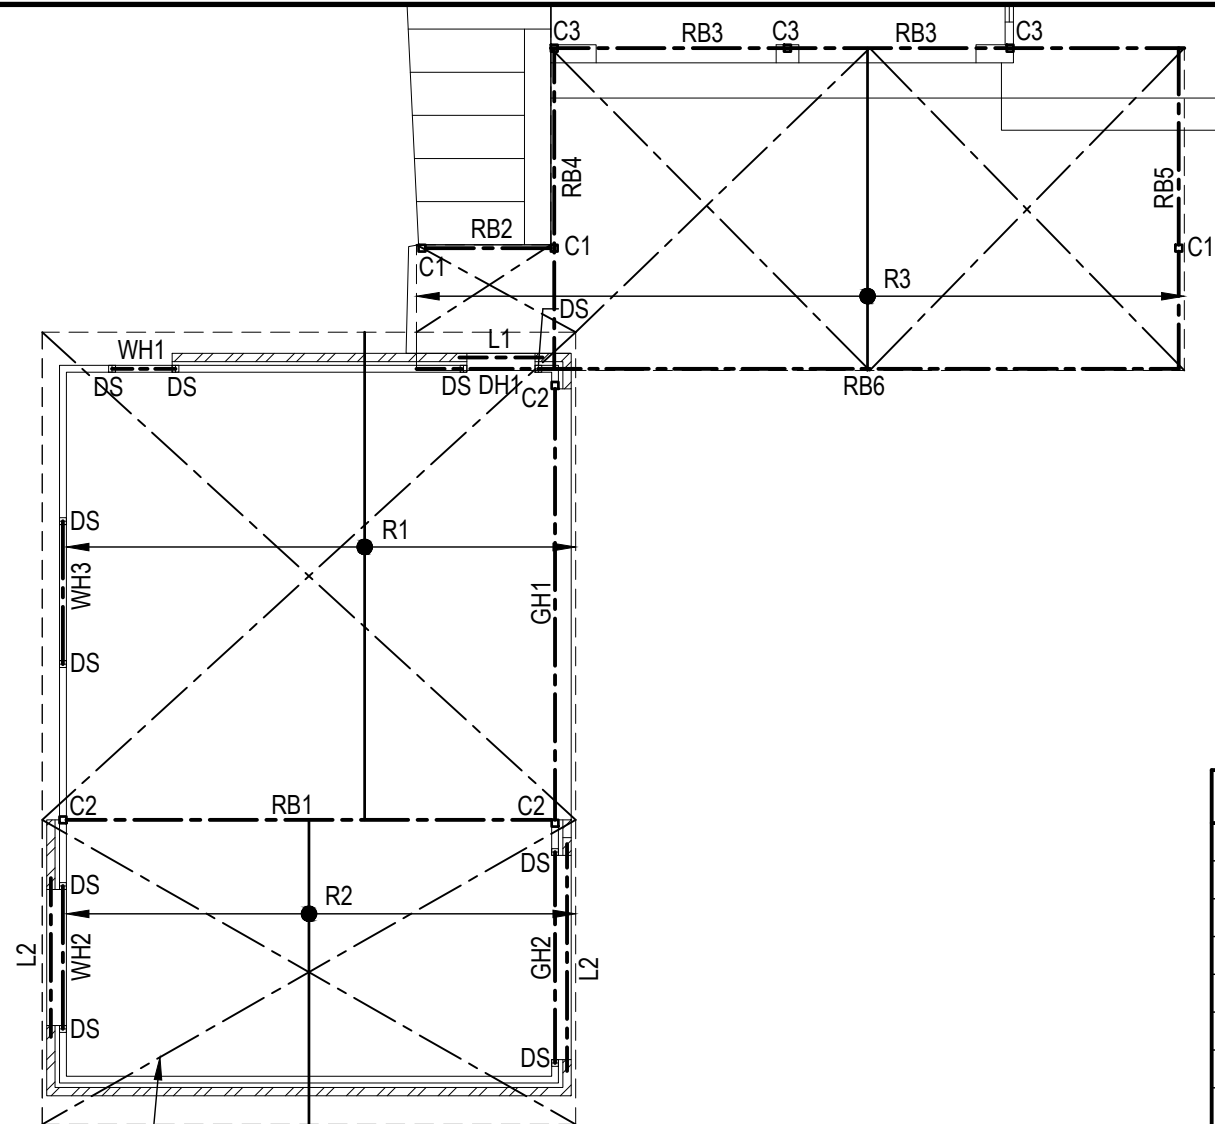 C3 RB3 C3 RB3 C3
RB4
RB5
RB2
C1 C1 C1
R3
DS
L1
WH1
DS DS DS DH1 C2
RB6
DS
R1
WH3
GH1
DS
C2 RB1 C2
DS
DS
R2
L2 WH2 GH2 L2
DS
DS